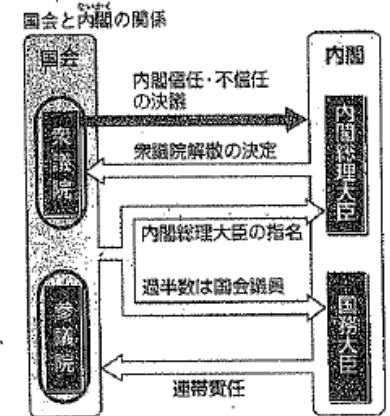 国会と内閣の関係
ないかく
国会
内閣
内閣信任・不信任
の決議
衆議院
内閣総理大臣
衆議院解散の決定
内閣総理大臣の指名
過半数は国会議員
参議院
国務大臣
連帯責任